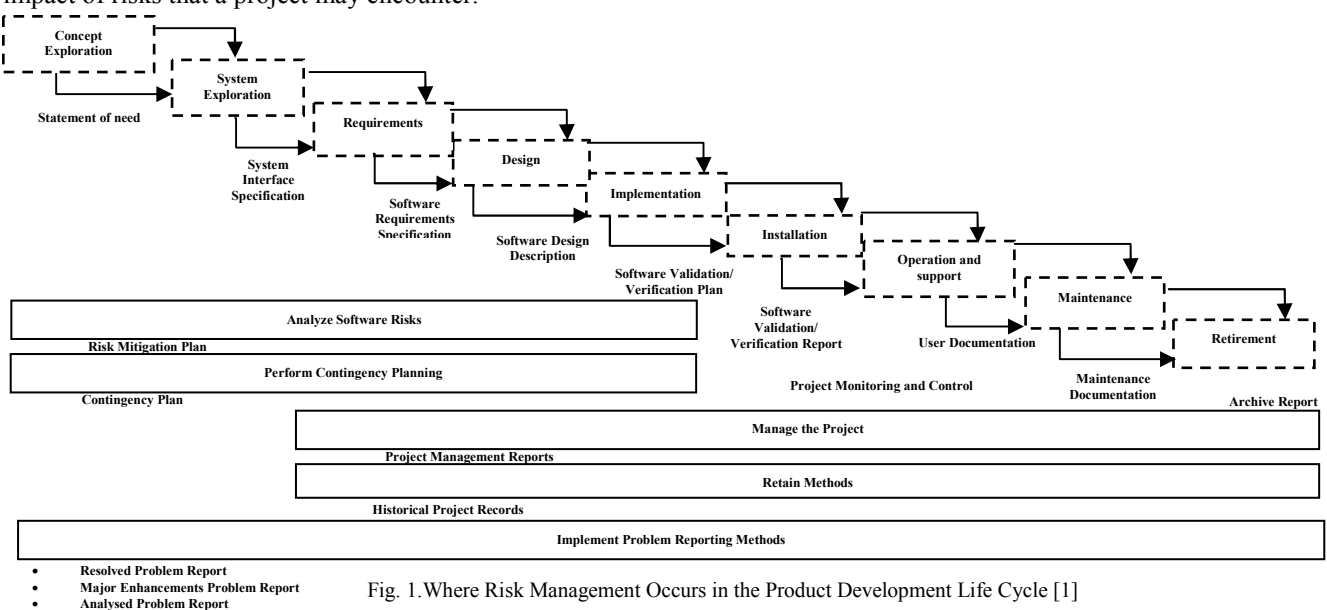 impact of risks that a project may encounter.
Concept
Exploration
System
Exploration
Statement of need
Requirements
System
Interface
Specification
Design
Software
Requirements
Specification
Implementation
Software Design
Description
Installation
Software Validation/
Verification Plan
Operation and
support
Software
Validation/
Verification Report
Maintenance
User Documentation
Retirement
Maintenance
Documentation
Archive Report
Analyze Software Risks
Risk Mitigation Plan
Perform Contingency Planning
Contingency Plan
Project Monitoring and Control
Manage the Project
Project Management Reports
Retain Methods
Historical Project Records
Implement Problem Reporting Methods
• Resolved Problem Report
• Major Enhancements Problem Report
• Analysed Problem Report
Fig. 1.Where Risk Management Occurs in the Product Development Life Cycle [1]